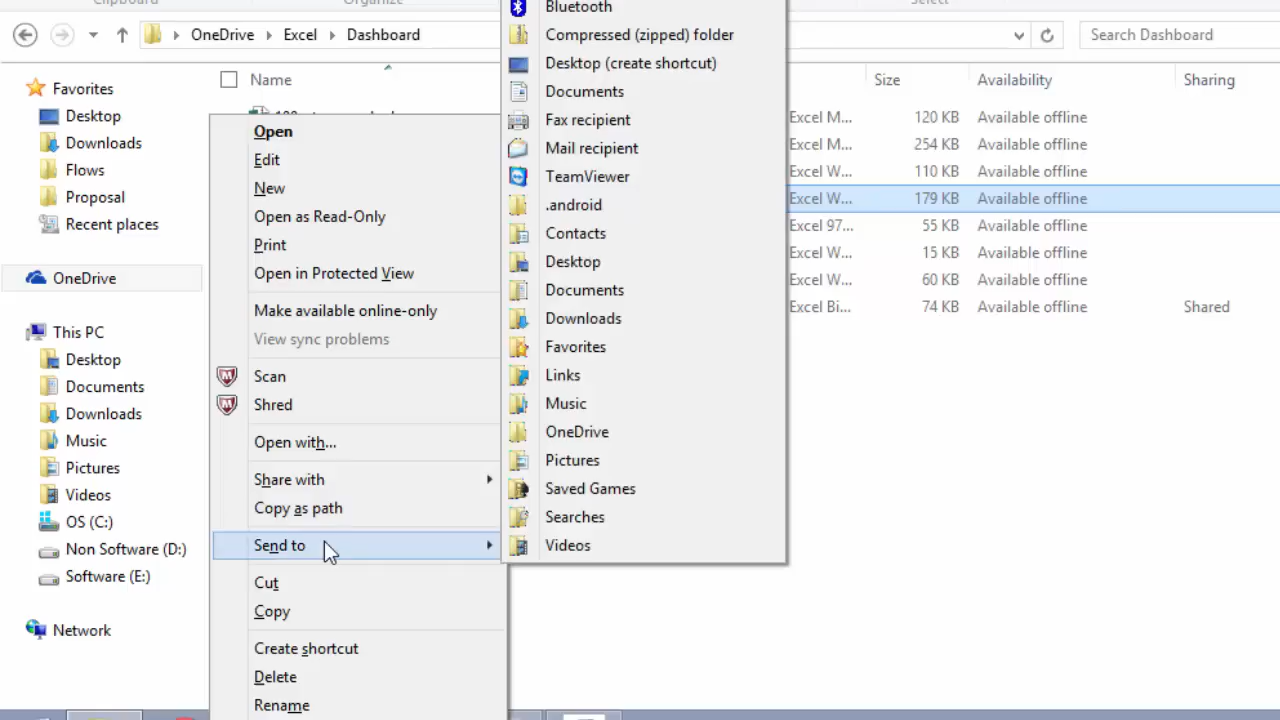 Clipboard
Organize
Select
OneDrive
Excel
Dashboard
Search Dashboard
Favorites
Desktop
Downloads
Flows
Proposal
Recent places
OneDrive
This PC
Desktop
Documents
Downloads
Music
Pictures
Videos
OS (C:)
Non Software (D:)
Software (E:)
Network
Name
Size
Availability
Sharing
Excel M... 120 KB Available offline
Excel M... 254 KB Available offline
Excel W... 110 KB Available offline
Excel W... 179 KB Available offline
Excel 97... 55 KB Available offline
Excel W... 15 KB Available offline
Excel W... 60 KB Available offline
Excel Bi... 74 KB Available offline Shared
Open
Edit
New
Open as Read-Only
Print
Open in Protected View
Make available online-only
View sync problems
Scan
Shred
Open with...
Share with
Copy as path
Send to
Cut
Copy
Create shortcut
Delete
Rename
Bluetooth
Compressed (zipped) folder
Desktop (create shortcut)
Documents
Fax recipient
Mail recipient
TeamViewer
.android
Contacts
Desktop
Documents
Downloads
Favorites
Links
Music
OneDrive
Pictures
Saved Games
Searches
Videos